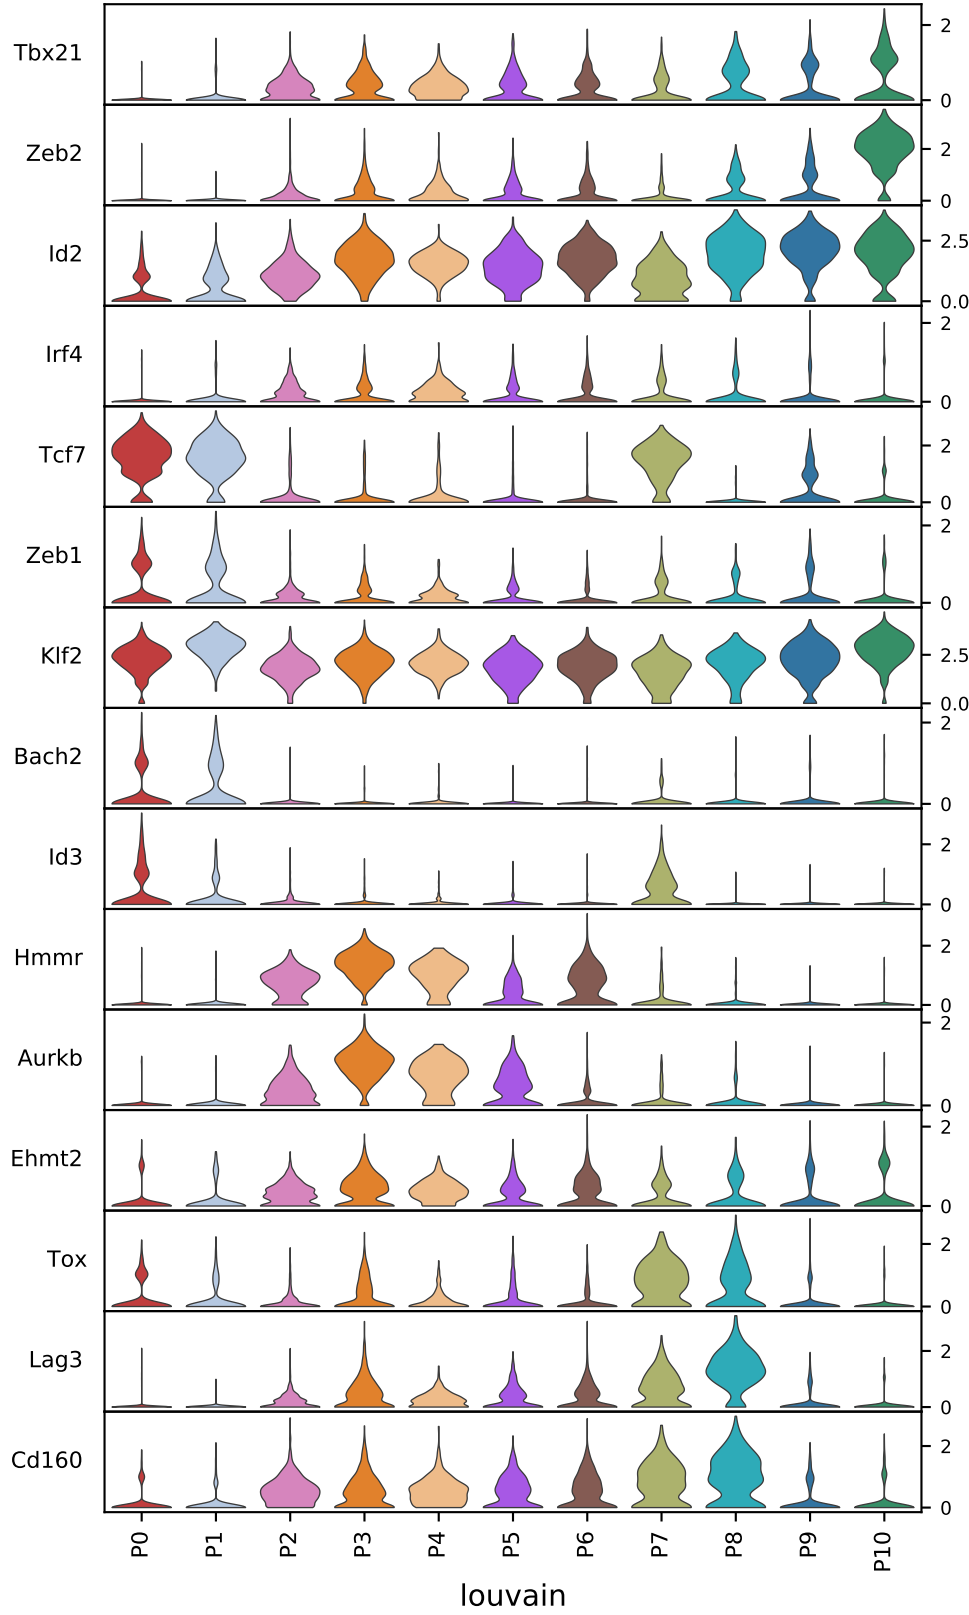 Tbx21
2
0
Zeb2
2
0
Id2
2.5
0.0
Irf4
2
0
Tcf7
2
0
Zeb1
2
0
Klf2
2.5
0.0
Bach2
2
0
Id3
2
0
Hmmr
2
0
Aurkb
2
0
Ehmt2
2
0
Tox
2
0
Lag3
2
0
Cd160
2
0
P0 P1 P2 P3 P4 P5 P6 P7 P8 P9 P10
louvain